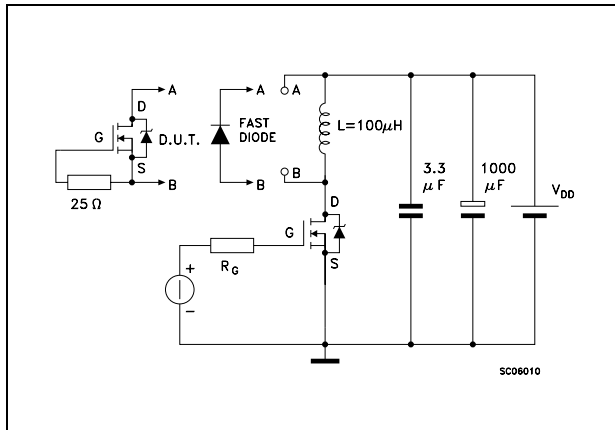 A
A
A
D
G
D.U.T.
FAST
DIODE
L=100μH
S
B
B
B
25 Ω
3.3
μF
1000
μF
V_DD
D
G
S
R_G
+
-
SC06010